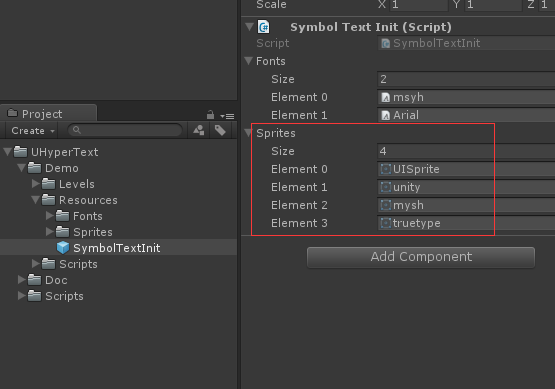 Scale X 1 Y 1 Z 1
Symbol Text Init (Script)
Script SymbolTextInit
Fonts
Size 2
Element 0 msyh
Element 1 Arial
Sprites
Size 4
Element 0 UISprite
Element 1 unity
Element 2 mysh
Element 3 truetype
Add Component
Project
Create
UHyperText
Demo
Levels
Resources
Fonts
Sprites
SymbolTextInit
Scripts
Doc
Scripts